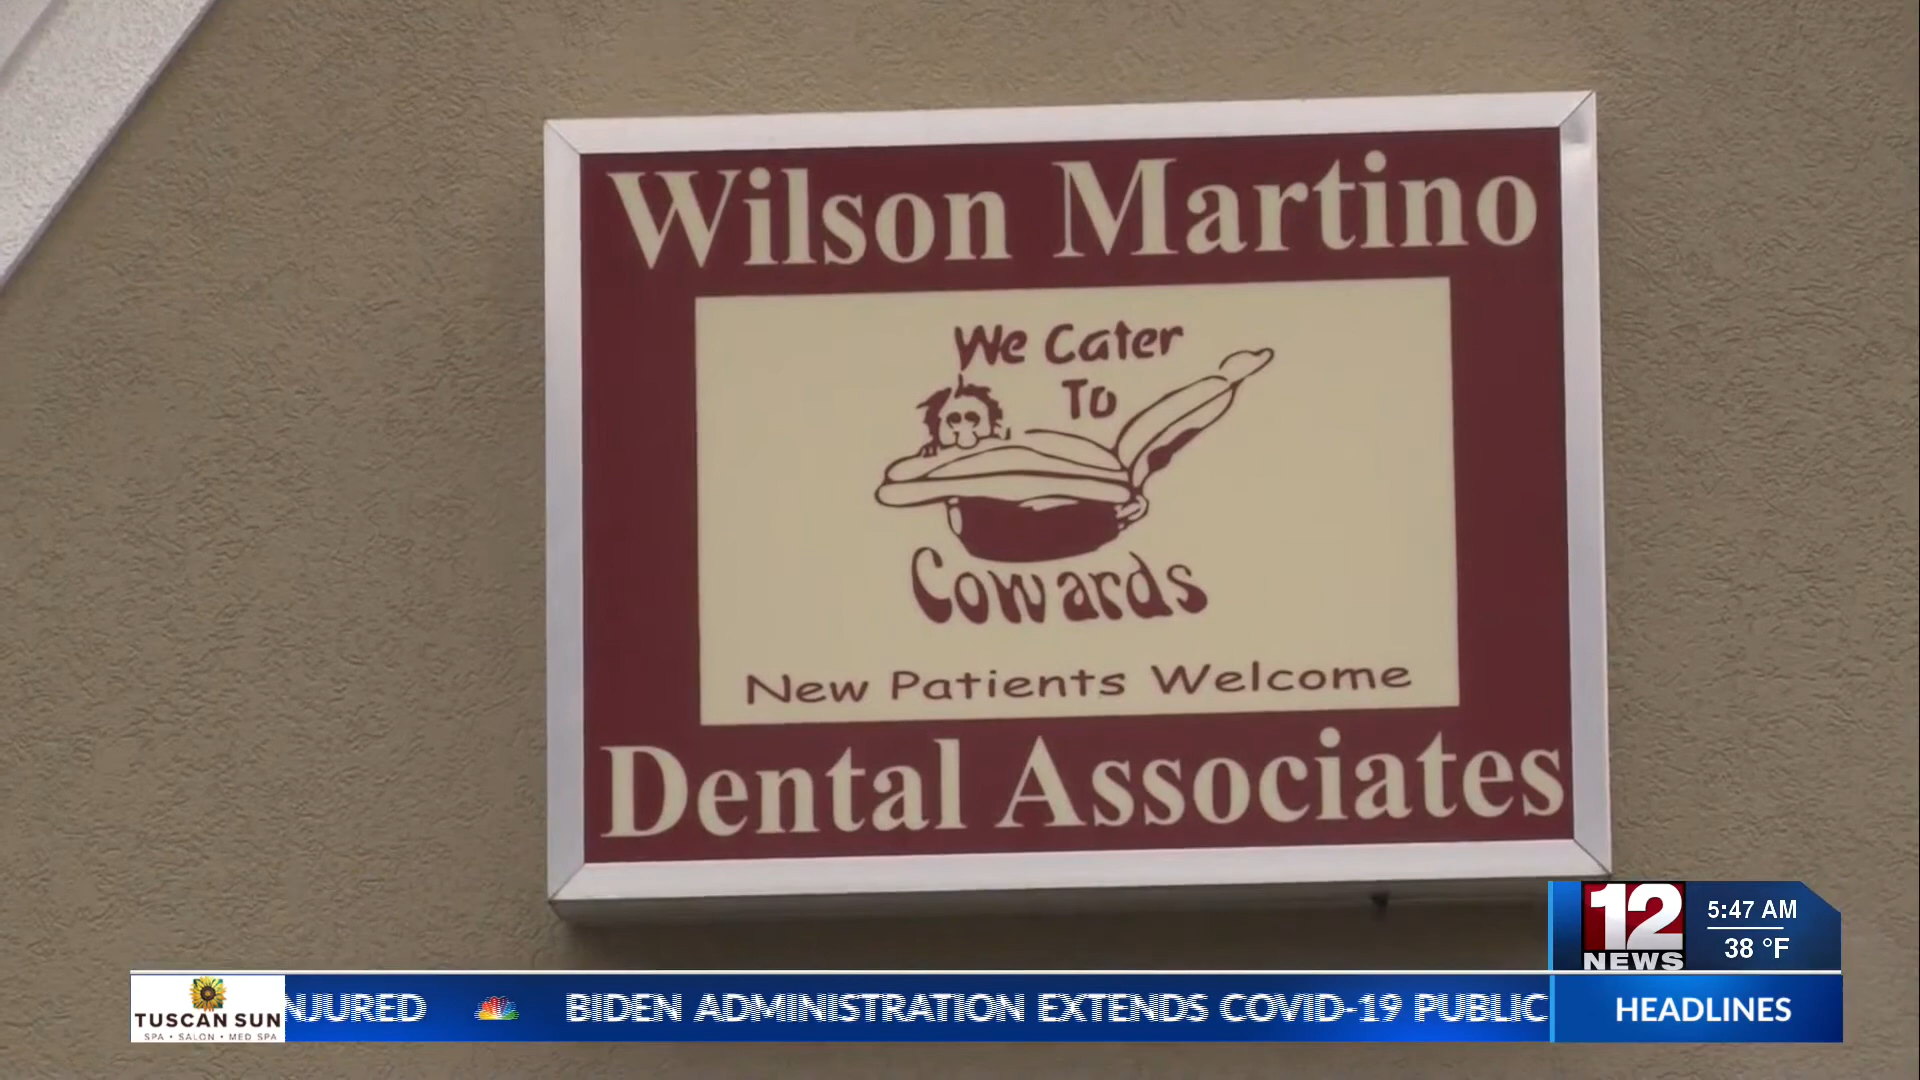 Wilson Martino
We Cater
To
Cowards
New Patients Welcome
Dental Associates
12
NEWS
5:47 AM
38 °F
TUSCAN SUN
SPA • SALON • MED SPA
NJURED
BIDEN ADMINISTRATION EXTENDS COVID-19 PUBLIC
HEADLINES